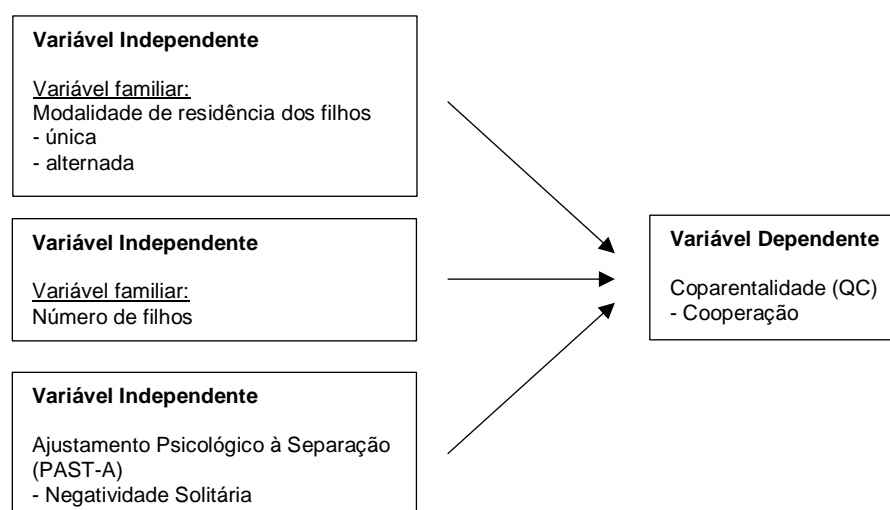 Variável Independente
Variável familiar:
Modalidade de residência dos filhos
- única
- alternada
Variável Independente
Variável familiar:
Número de filhos
Variável Independente
Ajustamento Psicológico à Separação
(PAST-A)
- Negatividade Solitária
Variável Dependente
Coparentalidade (QC)
- Cooperação